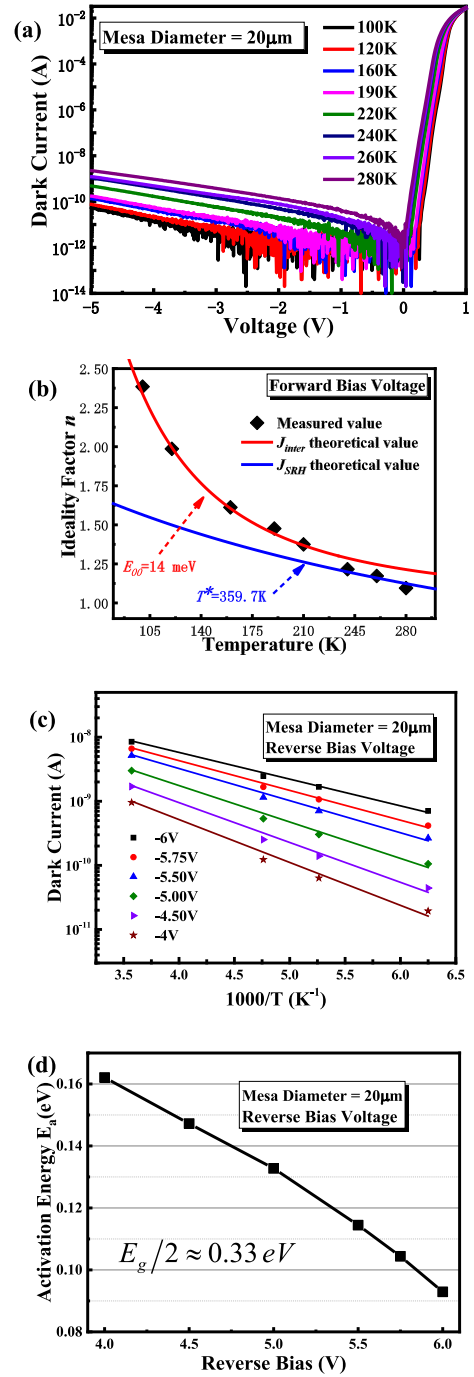 (a)
Mesa Diameter = 20μm
100K
120K
160K
190K
220K
240K
260K
280K
Dark Current (A)
10⁻²
10⁻⁴
10⁻⁶
10⁻⁸
10⁻¹⁰
10⁻¹²
10⁻¹⁴
-5 -4 -3 -2 -1 0 1
Voltage (V)
(b)
Forward Bias Voltage
Measured value
J_inter theoretical value
J_SRH theoretical value
Ideality Factor n
2.50
2.25
2.00
1.75
1.50
1.25
1.00
E₀₀=14 meV
T*=359.7K
105 140 175 210 245 280
Temperature (K)
(c)
Mesa Diameter = 20μm
Reverse Bias Voltage
Dark Current (A)
10⁻⁸
10⁻⁹
10⁻¹⁰
10⁻¹¹
-6V
-5.75V
-5.50V
-5.00V
-4.50V
-4V
3.5 4.0 4.5 5.0 5.5 6.0 6.5
1000/T (K⁻¹)
(d)
Mesa Diameter = 20μm
Reverse Bias Voltage
Activation Energy Eₐ(eV)
0.16
0.14
0.12
0.10
0.08
E_g/2 ≈ 0.33 eV
4.0 4.5 5.0 5.5 6.0
Reverse Bias (V)